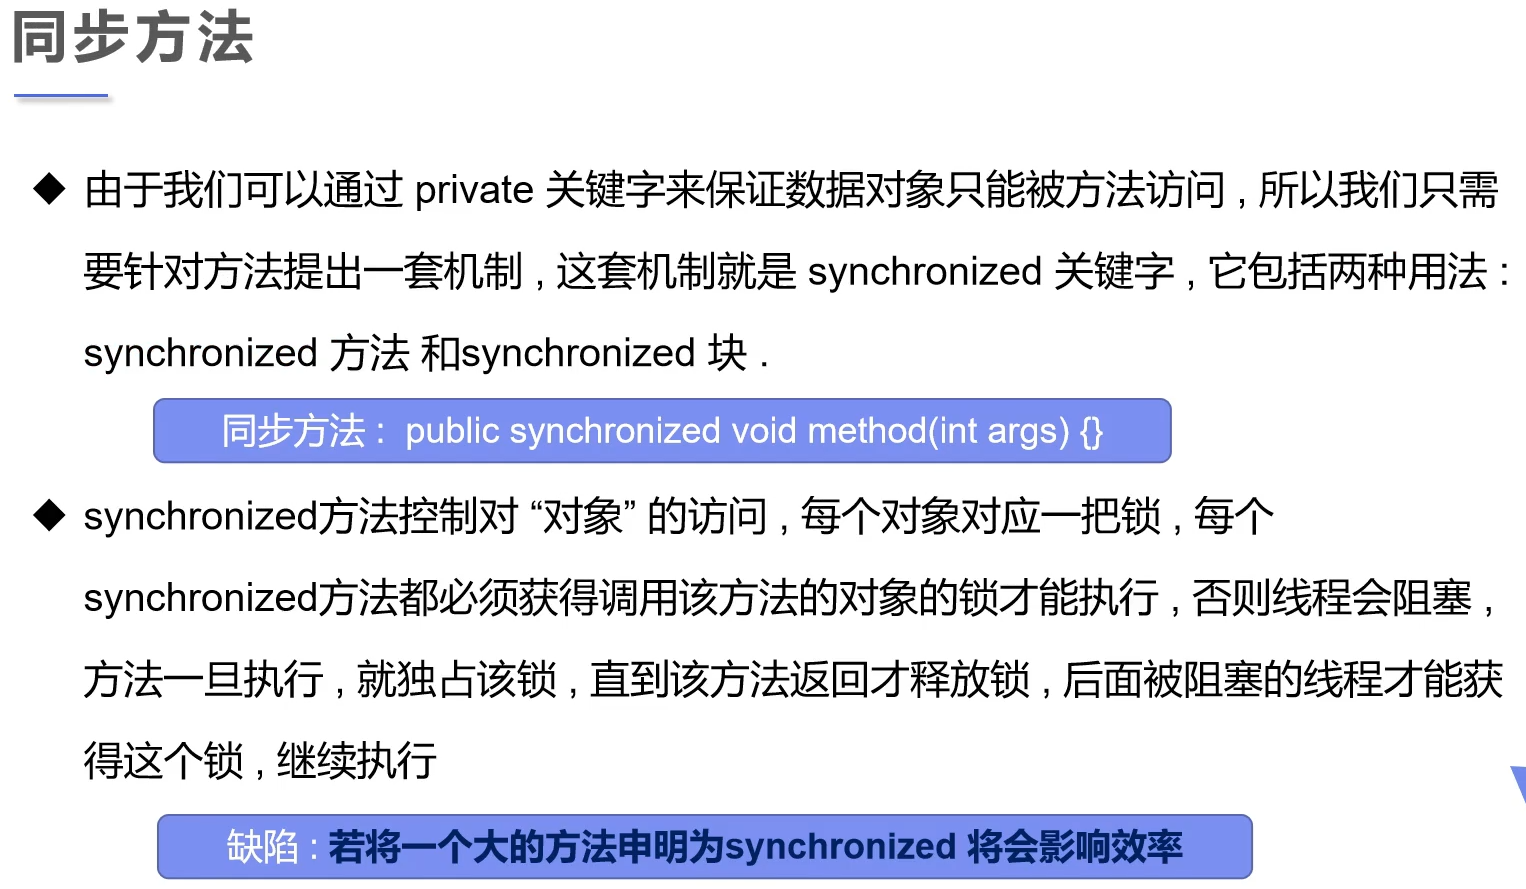 同步方法
由于我们可以通过 private 关键字来保证数据对象只能被方法访问 , 所以我们只需
要针对方法提出一套机制 , 这套机制就是 synchronized 关键字 , 它包括两种用法 :
synchronized 方法 和synchronized 块 .
同步方法 : public synchronized void method(int args) {}
synchronized方法控制对 “对象” 的访问 , 每个对象对应一把锁 , 每个
synchronized方法都必须获得调用该方法的对象的锁才能执行 , 否则线程会阻塞 ,
方法一旦执行 , 就独占该锁 , 直到该方法返回才释放锁 , 后面被阻塞的线程才能获
得这个锁 , 继续执行
缺陷 : 若将一个大的方法申明为synchronized 将会影响效率